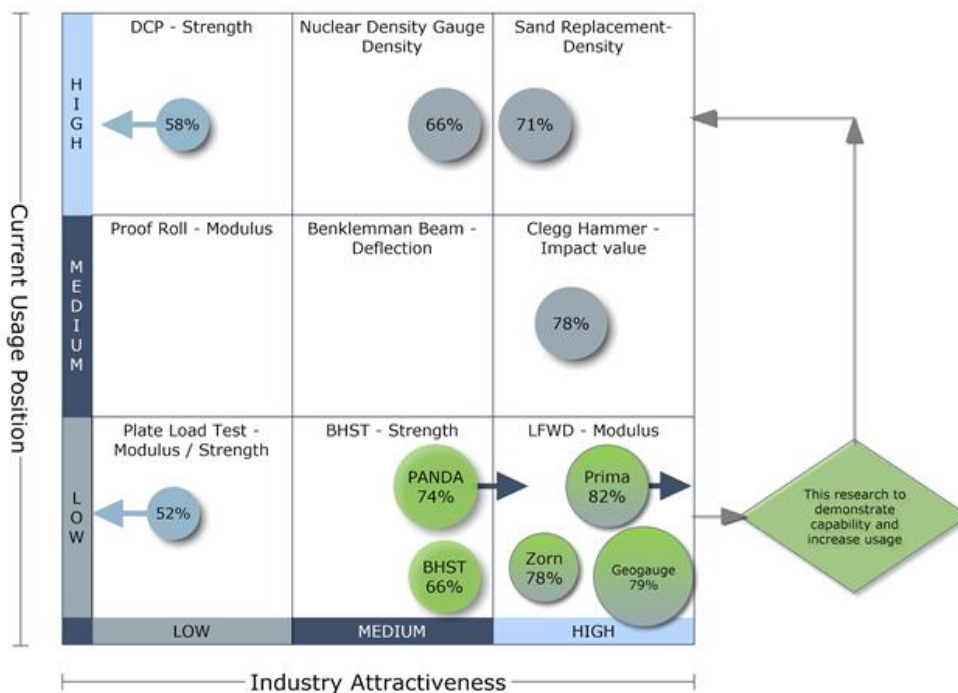 Current Usage Position
HIGH
DCP - Strength
58%
Nuclear Density Gauge
Density
66%
Sand Replacement-
Density
71%
MEDIUM
Proof Roll - Modulus
Benklemman Beam -
Deflection
Clegg Hammer -
Impact value
78%
LOW
Plate Load Test -
Modulus / Strength
52%
BHST - Strength
PANDA
74%
BHST
66%
LFWD - Modulus
Prima
82%
Zorn
78%
Geogauge
79%
This research to
demonstrate
capability and
increase usage
LOW
MEDIUM
HIGH
Industry Attractiveness